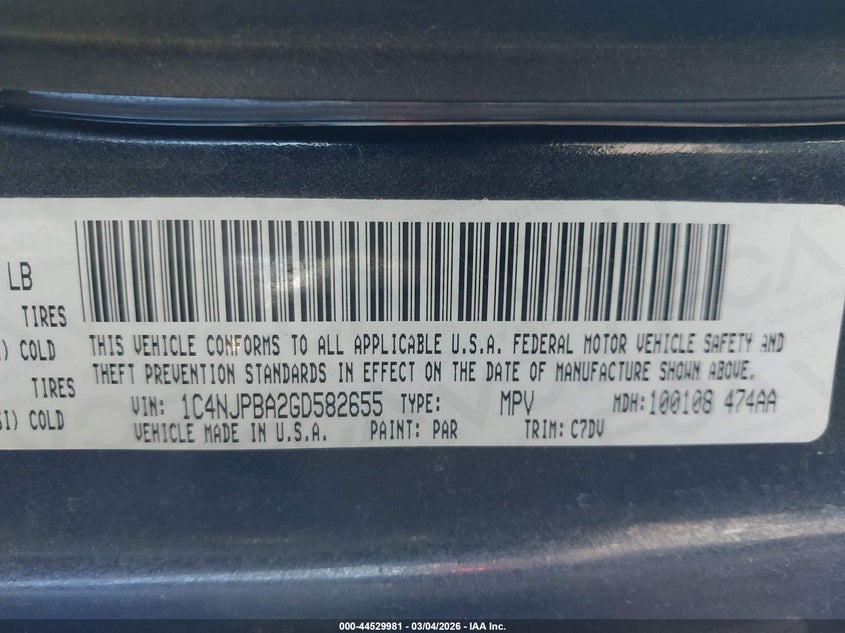 LB
TIRES
) COLD
TIRES
SI) COLD
THIS VEHICLE CONFORMS TO ALL APPLICABLE U.S.A. FEDERAL MOTOR VEHICLE SAFETY AND
THEFT PREVENTION STANDARDS IN EFFECT ON THE DATE OF MANUFACTURE SHOWN ABOVE.
VIN: 1C4NJPBA2GD582655 TYPE: MPV MDH: 100108 474AA
VEHICLE MADE IN U.S.A. PAINT: PAR TRIM: C7DV
000-44529981 - 03/04/2026 - IAA Inc.